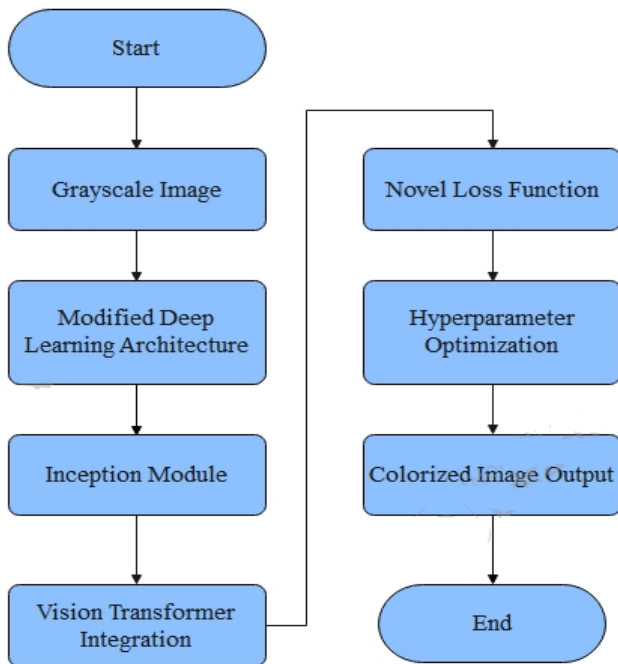 Start
Grayscale Image
Modified Deep
Learning Architecture
Inception Module
Vision Transformer
Integration
Novel Loss Function
Hyperparameter
Optimization
Colorized Image Output
End